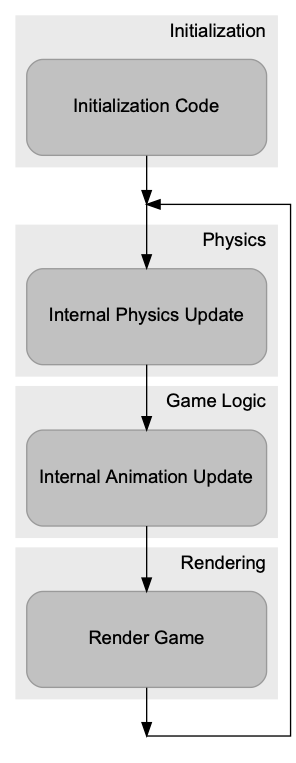 Initialization
Initialization Code
Physics
Internal Physics Update
Game Logic
Internal Animation Update
Rendering
Render Game